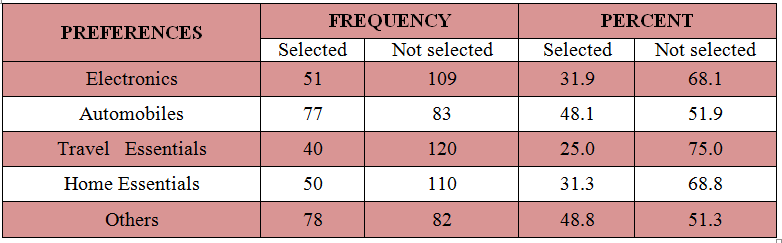 PREFERENCES FREQUENCY PERCENT
Selected Not selected Selected Not selected
Electronics 51 109 31.9 68.1
Automobiles 77 83 48.1 51.9
Travel Essentials 40 120 25.0 75.0
Home Essentials 50 110 31.3 68.8
Others 78 82 48.8 51.3